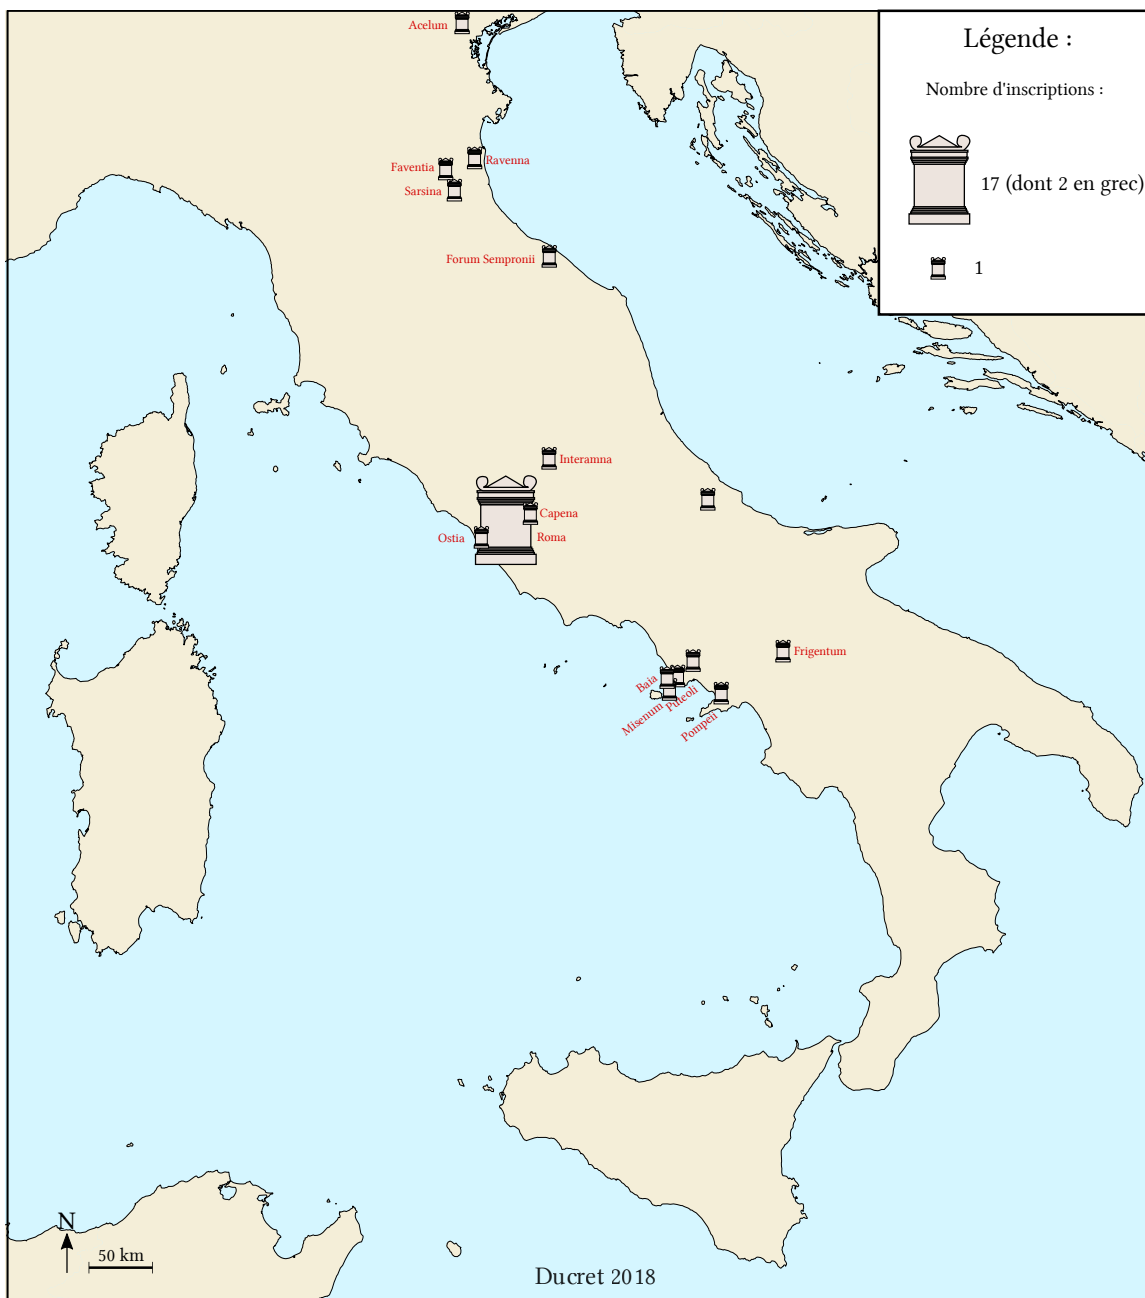 Acelum
Légende :
Nombre d'inscriptions :
17 (dont 2 en grec)
1
Ravenna
Faventia
Sarsina
Forum Sempronii
Interamna
Capena
Ostia
Roma
Frigentum
Baia
Puteoli
Misenum
Pompeii
N
50 km
Ducret 2018